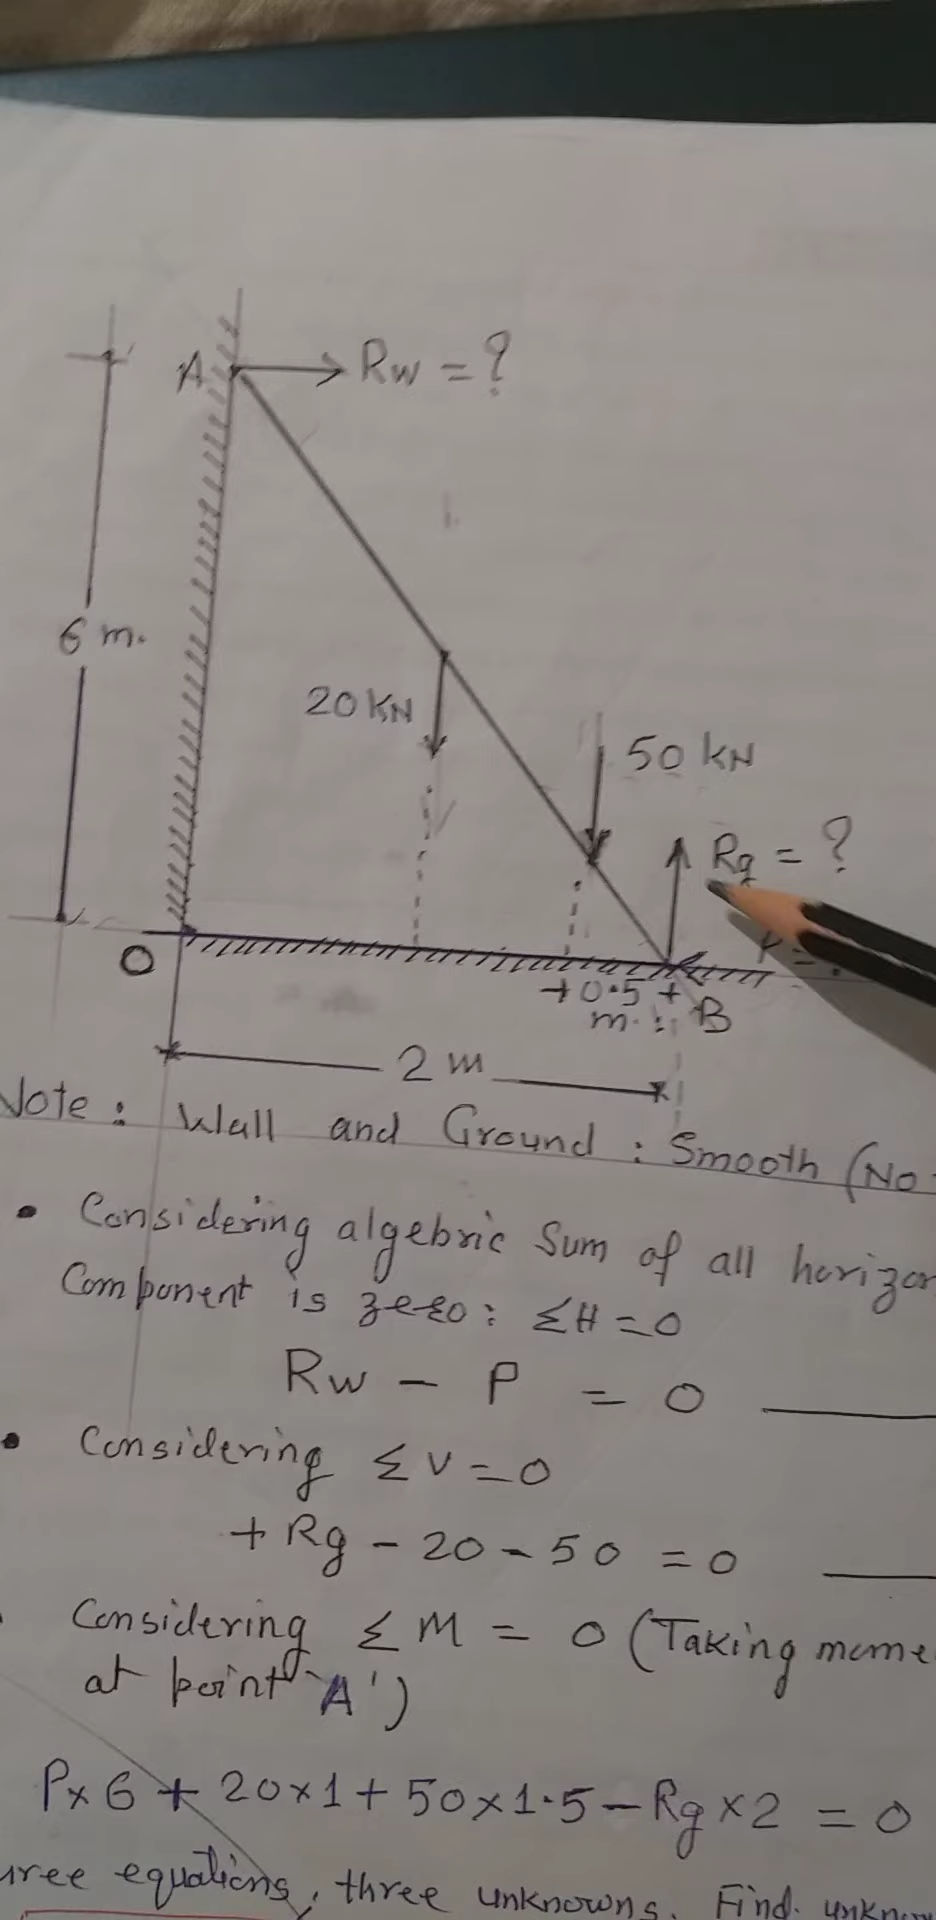 A
Rw = ?
6 m.
20 KN
50 kN
Rg = ?
O
0.5
m.
B
2 m
Note: Wall and Ground : Smooth (No
• Considering algebric Sum of all horizon
Component is zero: ΣH = 0
Rw - P = 0
• Considering ΣV = 0
+ Rg - 20 - 50 = 0
Considering ΣM = 0 (Taking mome
at point 'A')
P x 6 + 20 x 1 + 50 x 1.5 - Rg x 2 = 0
equations, three unknowns. Find